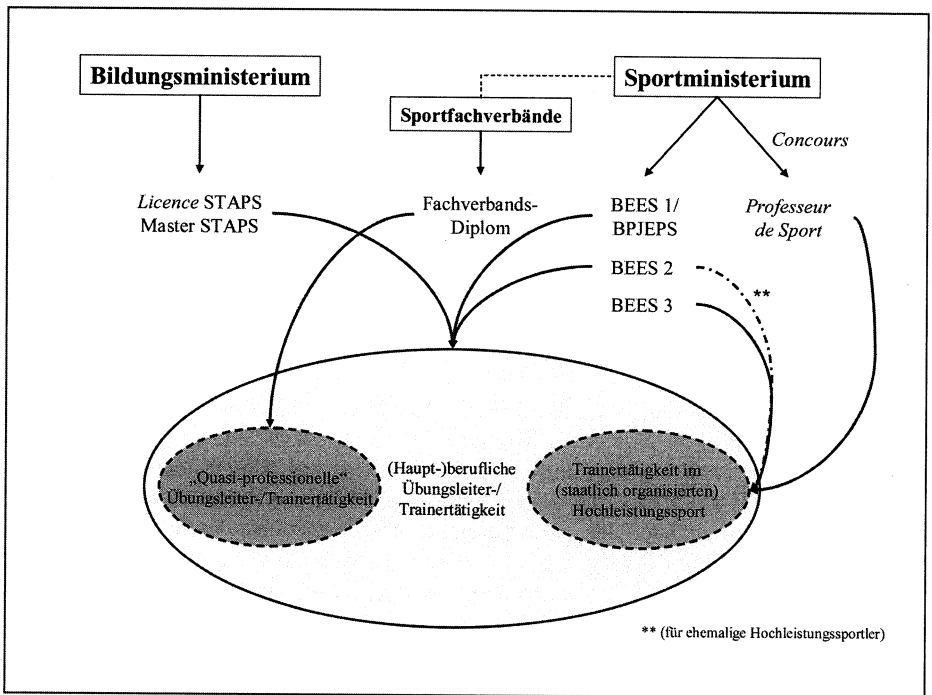 Bildungsministerium
Sportministerium
Sportfachverbände
Concours
Licence STAPS
Master STAPS
Fachverbands-
Diplom
BEES 1/
BPJEPS
BEES 2
BEES 3
Professeur
de Sport
**
„Quasi-professionelle“
Übungsleiter-/Trainertätigkeit
(Haupt-)berufliche
Übungsleiter-/
Trainertätigkeit
Trainertätigkeit im
(staatlich organisierten)
Hochleistungssport
** (für ehemalige Hochleistungssportler)